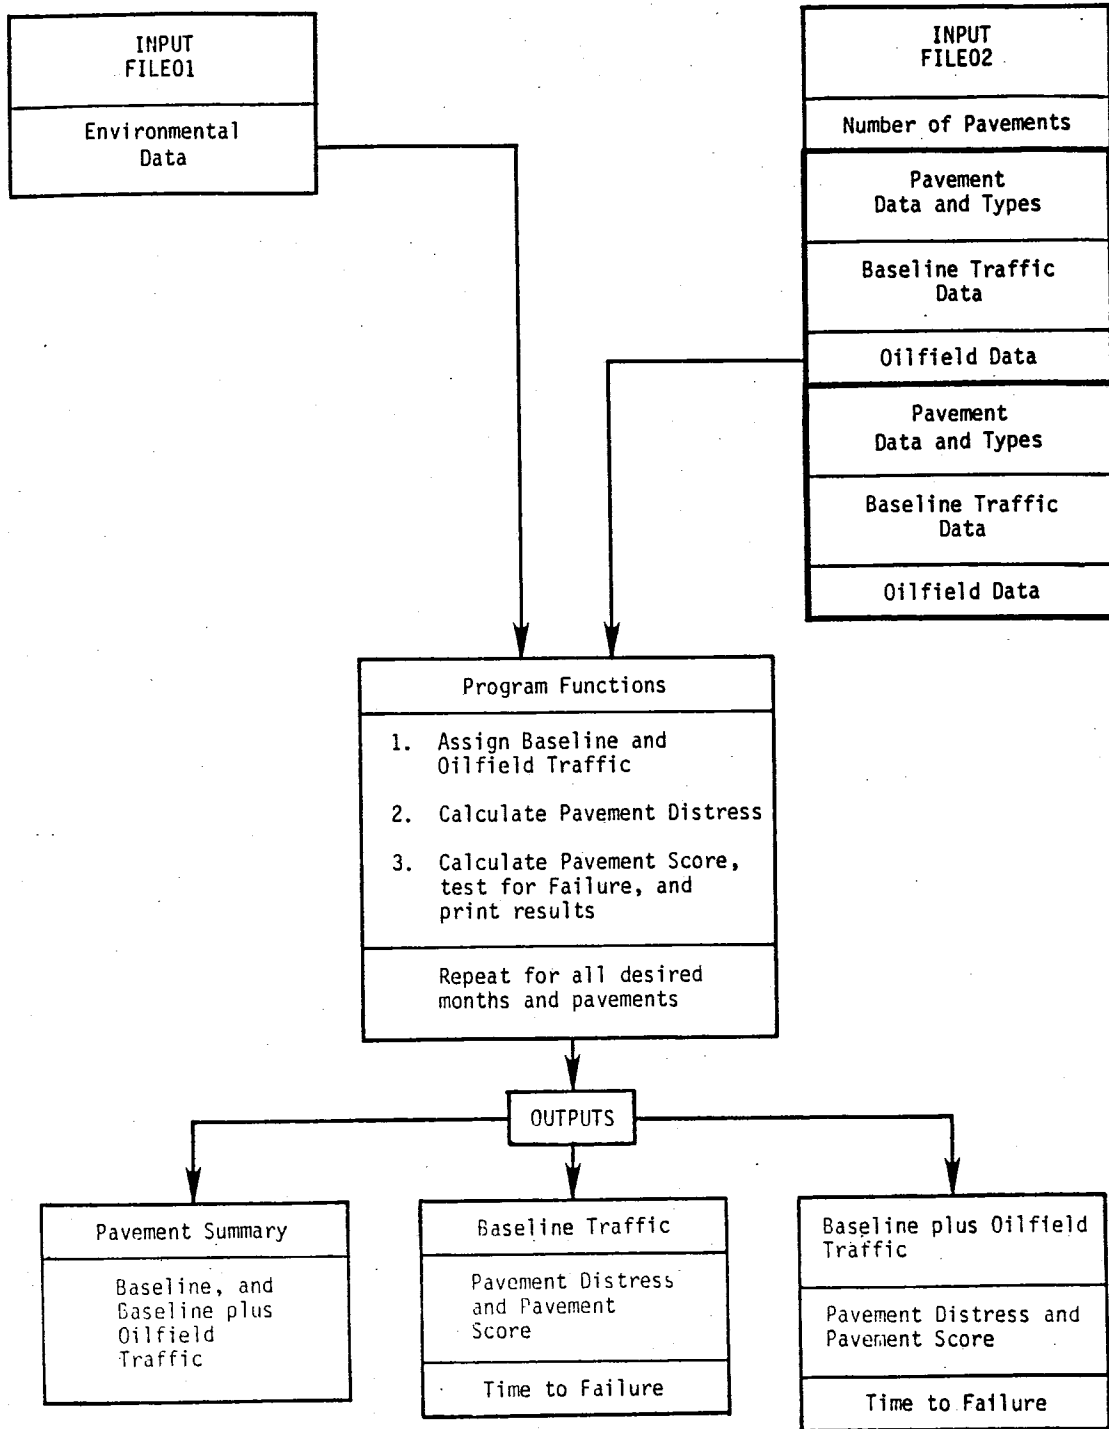 INPUT
FILE01
Environmental
Data
INPUT
FILE02
Number of Pavements
Pavement
Data and Types
Baseline Traffic
Data
Oilfield Data
Pavement
Data and Types
Baseline Traffic
Data
Oilfield Data
Program Functions
1. Assign Baseline and
Oilfield Traffic
2. Calculate Pavement Distress
3. Calculate Pavement Score,
test for Failure, and
print results
Repeat for all desired
months and pavements
OUTPUTS
Pavement Summary
Baseline, and
Baseline plus
Oilfield
Traffic
Baseline Traffic
Pavement Distress
and Pavement
Score
Time to Failure
Baseline plus Oilfield
Traffic
Pavement Distress and
Pavement Score
Time to Failure